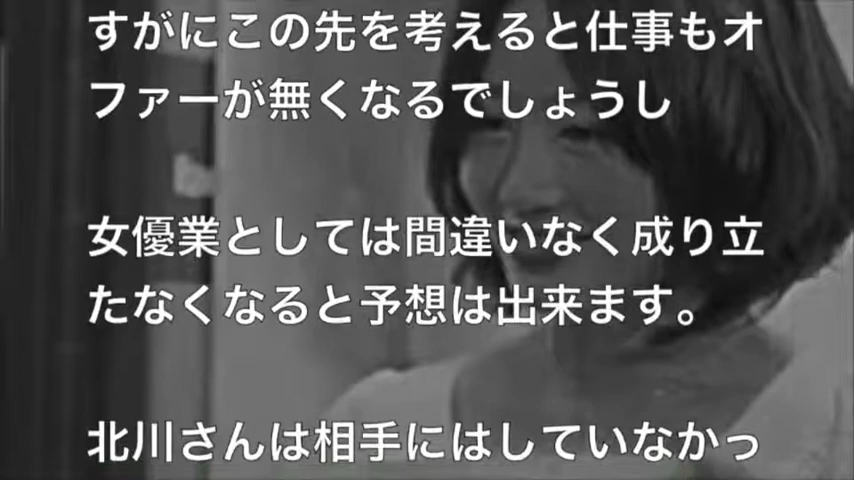 すがにこの先を考えると仕事もオ
ファーが無くなるでしょうし
女優業としては間違いなく成り立
たなくなると予想は出来ます。
北川さんは相手にはしていなかっ